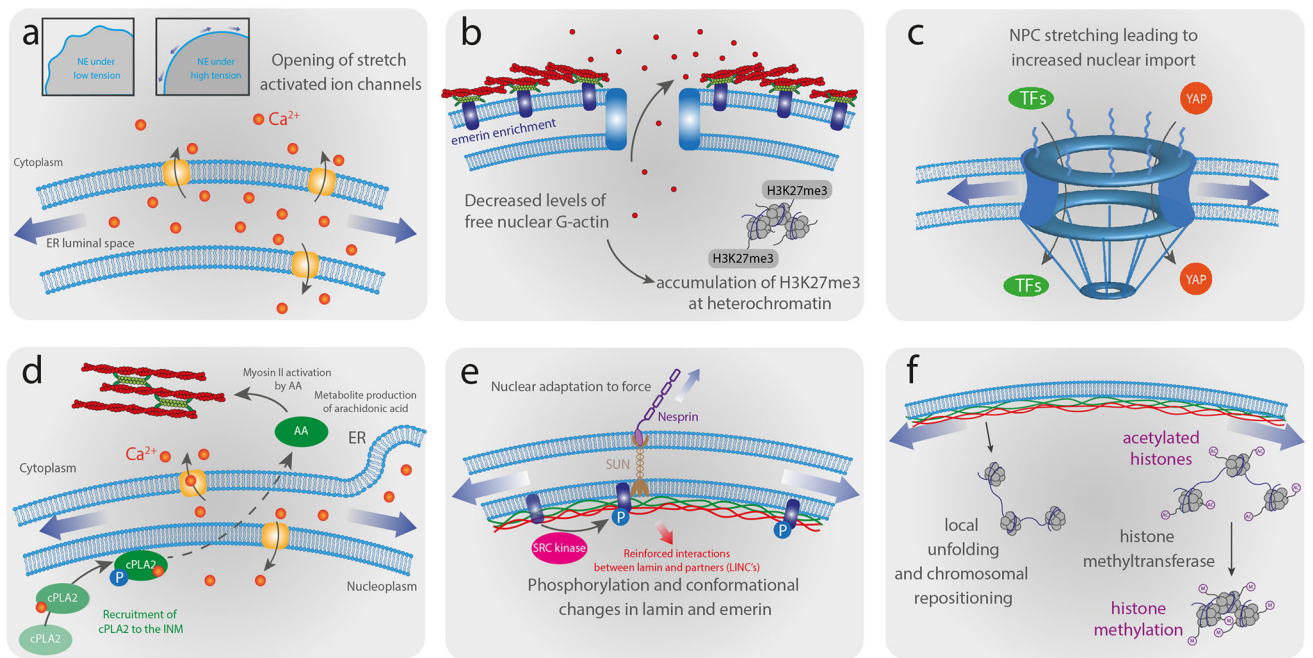 a
NE under
low tension
NE under
high tension
Opening of stretch
activated ion channels
Ca2+
Cytoplasm
ER luminal space
b
emerin enrichment
Decreased levels of
free nuclear G-actin
H3K27me3
H3K27me3
accumulation of H3K27me3
at heterochromatin
c
NPC stretching leading to
increased nuclear import
TFs
YAP
TFs
YAP
d
Myosin II activation
by AA
Metabolite production
of arachidonic acid
AA
ER
Ca2+
Cytoplasm
cPLA2
P
cPLA2
cPLA2
Recruitment of
cPLA2 to the INM
Nucleoplasm
e
Nuclear adaptation to force
Nesprin
SUN
P
P
SRC kinase
Reinforced interactions
between lamin and partners (LINC's)
Phosphorylation and conformational
changes in lamin and emerin
f
local
unfolding
and chromosomal
repositioning
acetylated
histones
AC
AC
AC
AC
histone
methyltransferase
histone
methylation
M
M
M
M
M
M